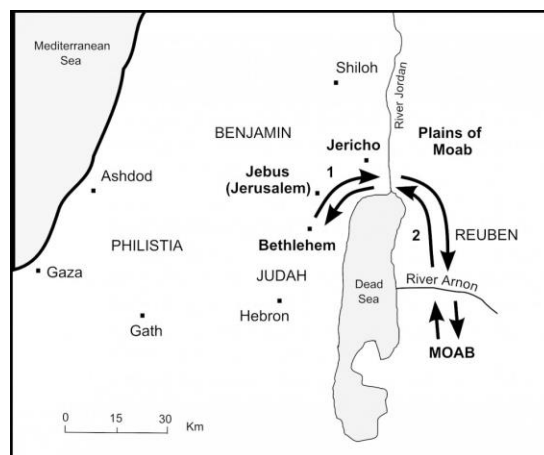 Mediterranean
Sea
Shiloh
River Jordan
BENJAMIN
Jericho
Plains of
Moab
1
Ashdod
Jebus
(Jerusalem)
PHILISTIA
Bethlehem
2
REUBEN
Gaza
JUDAH
Dead
Sea
River Arnon
Hebron
Gath
MOAB
0 15 30
Km